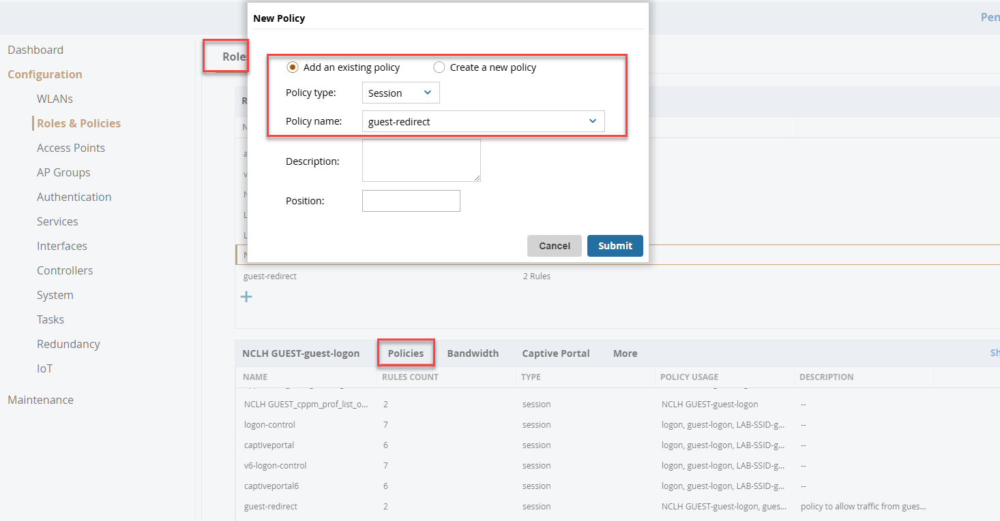 New Policy
Pen
Dashboard
Configuration
WLANs
Roles & Policies
Access Points
AP Groups
Authentication
Services
Interfaces
Controllers
System
Tasks
Redundancy
IoT
Maintenance
Role
Add an existing policy Create a new policy
Policy type: Session
Policy name: guest-redirect
Description:
Position:
Cancel Submit
R
N
a
v
N
L
L
N
guest-redirect 2 Rules
NCLH GUEST-guest-logon Policies Bandwidth Captive Portal More Sh
NAME RULES COUNT TYPE POLICY USAGE DESCRIPTION
NCLH GUEST_cppm_prof_list_o... 2 session NCLH GUEST-guest-logon --
logon-control 7 session logon, guest-logon, LAB-SSID-g... --
captiveportal 6 session logon, guest-logon, LAB-SSID-g... --
v6-logon-control 7 session logon, guest-logon, LAB-SSID-g... --
captiveportal6 6 session logon, guest-logon, LAB-SSID-g... --
guest-redirect 2 session NCLH GUEST-guest-logon, gues... policy to allow traffic from gues...